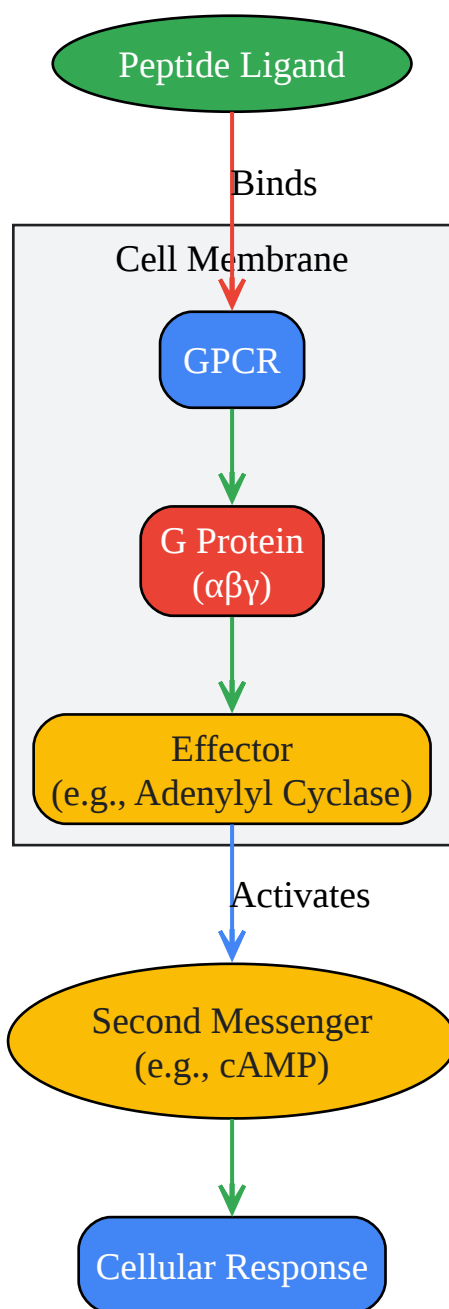 Peptide Ligand
Binds
Cell Membrane
GPCR
G Protein
(αβγ)
Effector
(e.g., Adenylyl Cyclase)
Activates
Second Messenger
(e.g., cAMP)
Cellular Response